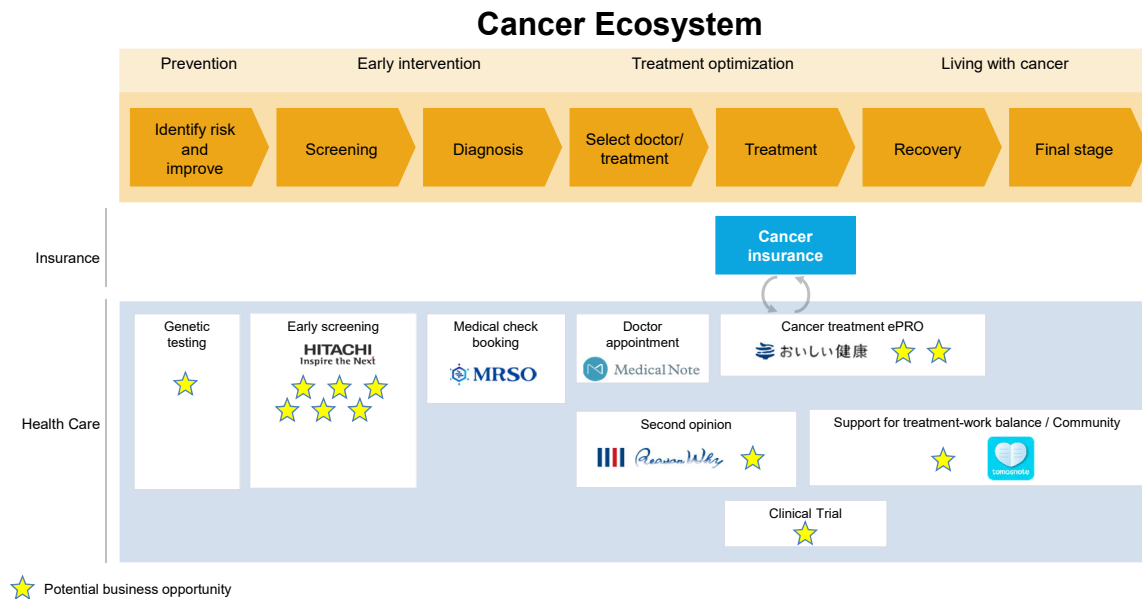 Cancer Ecosystem
Prevention
Early intervention
Treatment optimization
Living with cancer
Identify risk
and
improve
Screening
Diagnosis
Select doctor/
treatment
Treatment
Recovery
Final stage
Insurance
Cancer
insurance
Health Care
Genetic
testing
Early screening
HITACHI
Inspire the Next
Medical check
booking
MRSO
Doctor
appointment
Medical Note
Cancer treatment ePRO
おいしい健康
Second opinion
Reason Why
Support for treatment-work balance / Community
tomosnote
Clinical Trial
Potential business opportunity